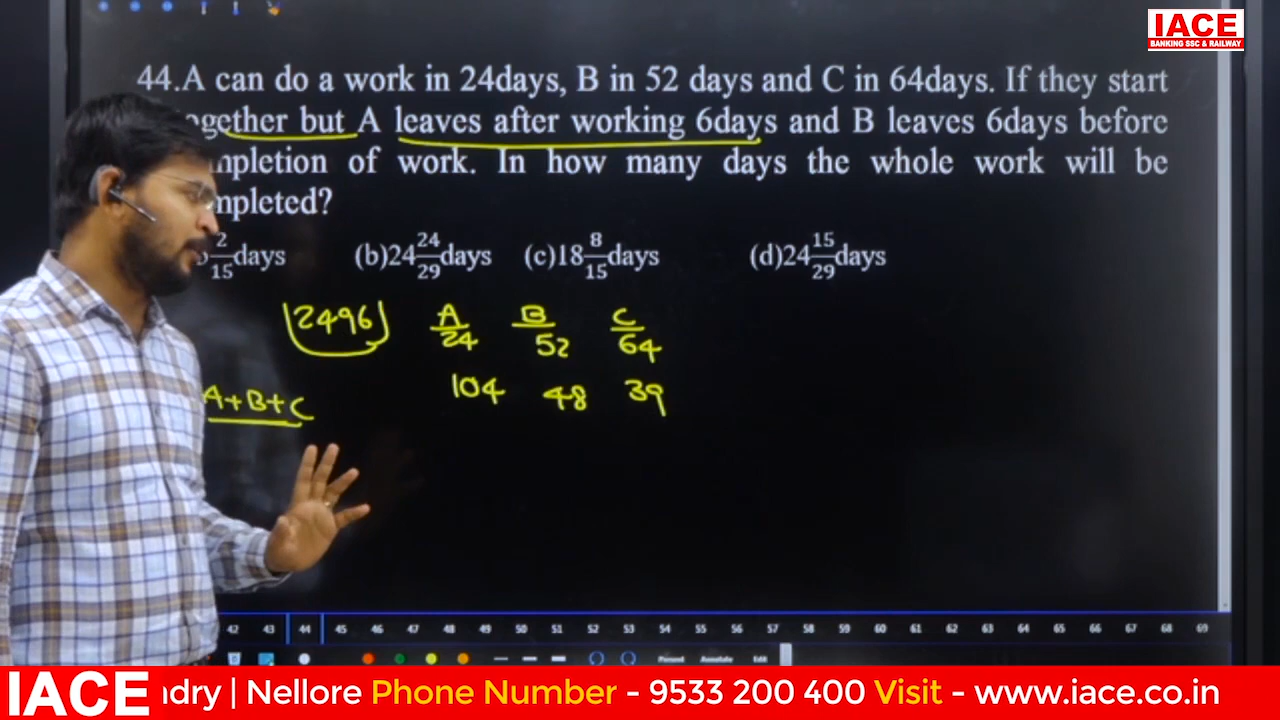 IACE
BANKING SSC & RAILWAY
44.A can do a work in 24days, B in 52 days and C in 64days. If they start
but A leaves after working 6days and B leaves 6days before
of work. In how many days the whole work will be
2/15 days (b)24 24/29 days (c)18 8/15 days (d)24 15/29 days
2496 A/24 B/52 C/64
104 48 39
A+B+C
42 43 44 45 46 47 48 49 50 51 52 53 54 55 56 57 58 59 60 61 62 63 64 65 66 67 68 69
Annotate Edit
IACE | Nellore Phone Number - 9533 200 400 Visit - www.iace.co.in